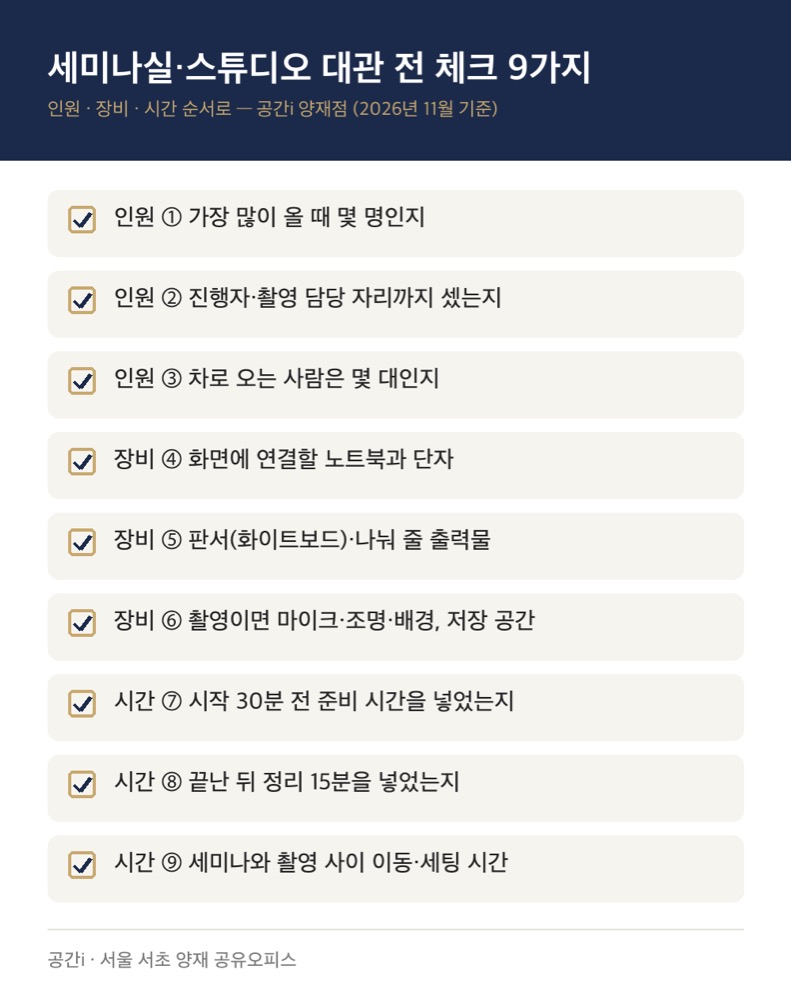 세미나실·스튜디오 대관 전 체크 9가지
인원 · 장비 · 시간 순서로 — 공간i 양재점 (2026년 11월 기준)
인원 ① 가장 많이 올 때 몇 명인지
인원 ② 진행자·촬영 담당 자리까지 셌는지
인원 ③ 차로 오는 사람은 몇 대인지
장비 ④ 화면에 연결할 노트북과 단자
장비 ⑤ 판서(화이트보드)·나눠 줄 출력물
장비 ⑥ 촬영이면 마이크·조명·배경, 저장 공간
시간 ⑦ 시작 30분 전 준비 시간을 넣었는지
시간 ⑧ 끝난 뒤 정리 15분을 넣었는지
시간 ⑨ 세미나와 촬영 사이 이동·세팅 시간
공간i · 서울 서초 양재 공유오피스